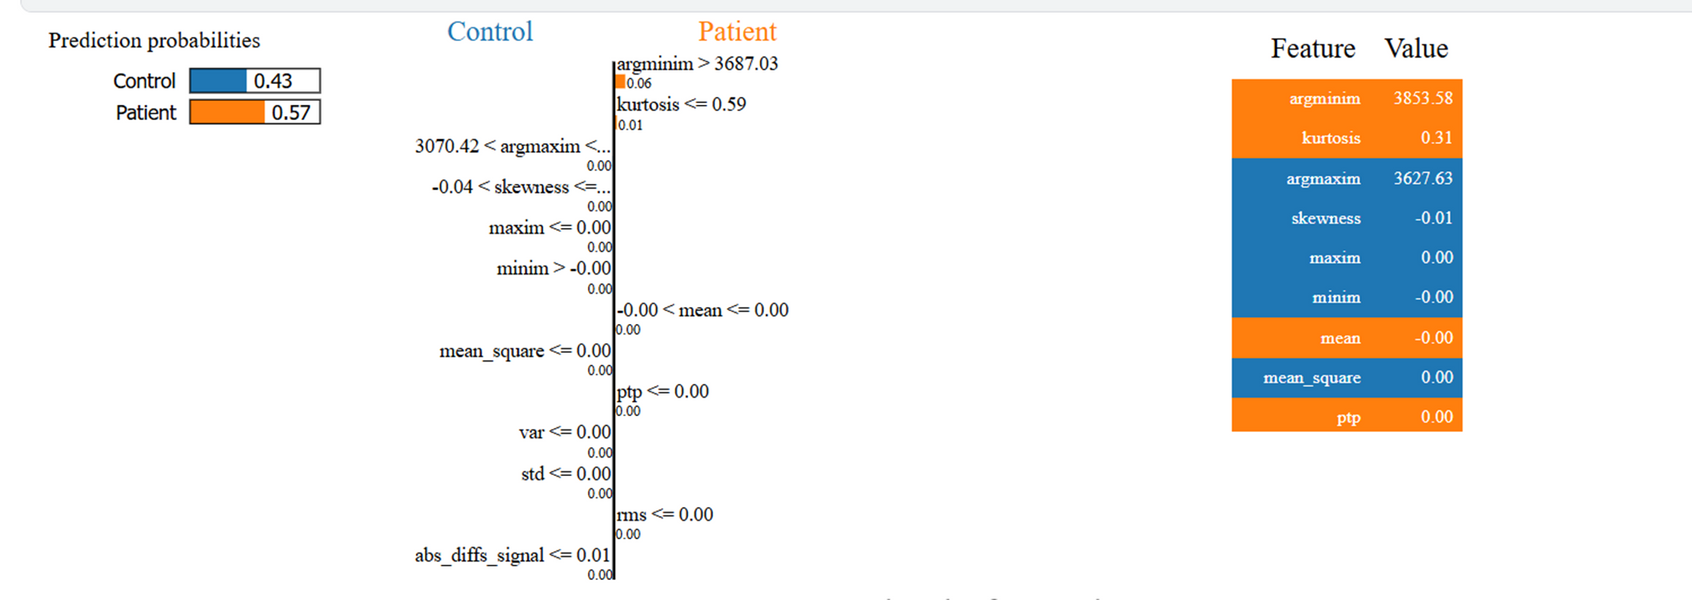 Prediction probabilities
Control 0.43
Patient 0.57
Control Patient
argminim > 3687.03
0.06
kurtosis <= 0.59
0.01
3070.42 < argmaxim <...
0.00
-0.04 < skewness <=...
0.00
maxim <= 0.00
0.00
minim > -0.00
0.00
-0.00 < mean <= 0.00
0.00
mean_square <= 0.00
0.00
ptp <= 0.00
0.00
var <= 0.00
0.00
std <= 0.00
0.00
rms <= 0.00
0.00
abs_diffs_signal <= 0.01
0.00
Feature Value
argminim 3853.58
kurtosis 0.31
argmaxim 3627.63
skewness -0.01
maxim 0.00
minim -0.00
mean -0.00
mean_square 0.00
ptp 0.00